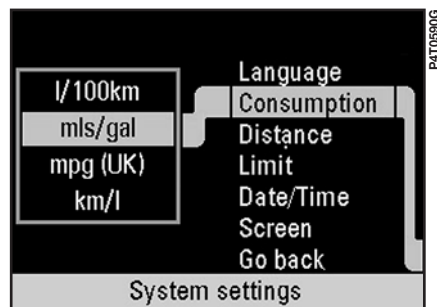 l/100km
mls/gal
mpg (UK)
km/l
Language
Consumption
Distance
Limit
Date/Time
Screen
Go back
System settings
P4T0590G